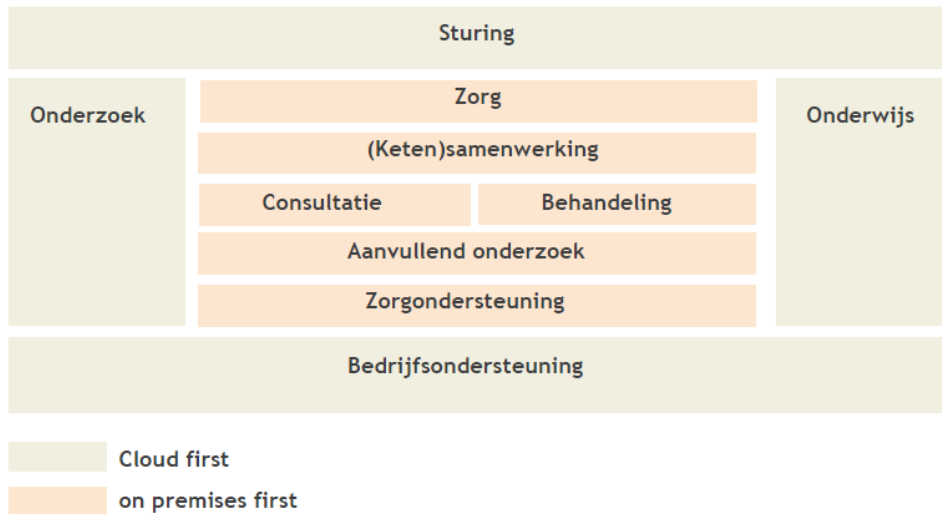 Sturing
Onderzoek
Zorg
Onderwijs
(Keten)samenwerking
Consultatie
Behandeling
Aanvullend onderzoek
Zorgondersteuning
Bedrijfsondersteuning
Cloud first
on premises first